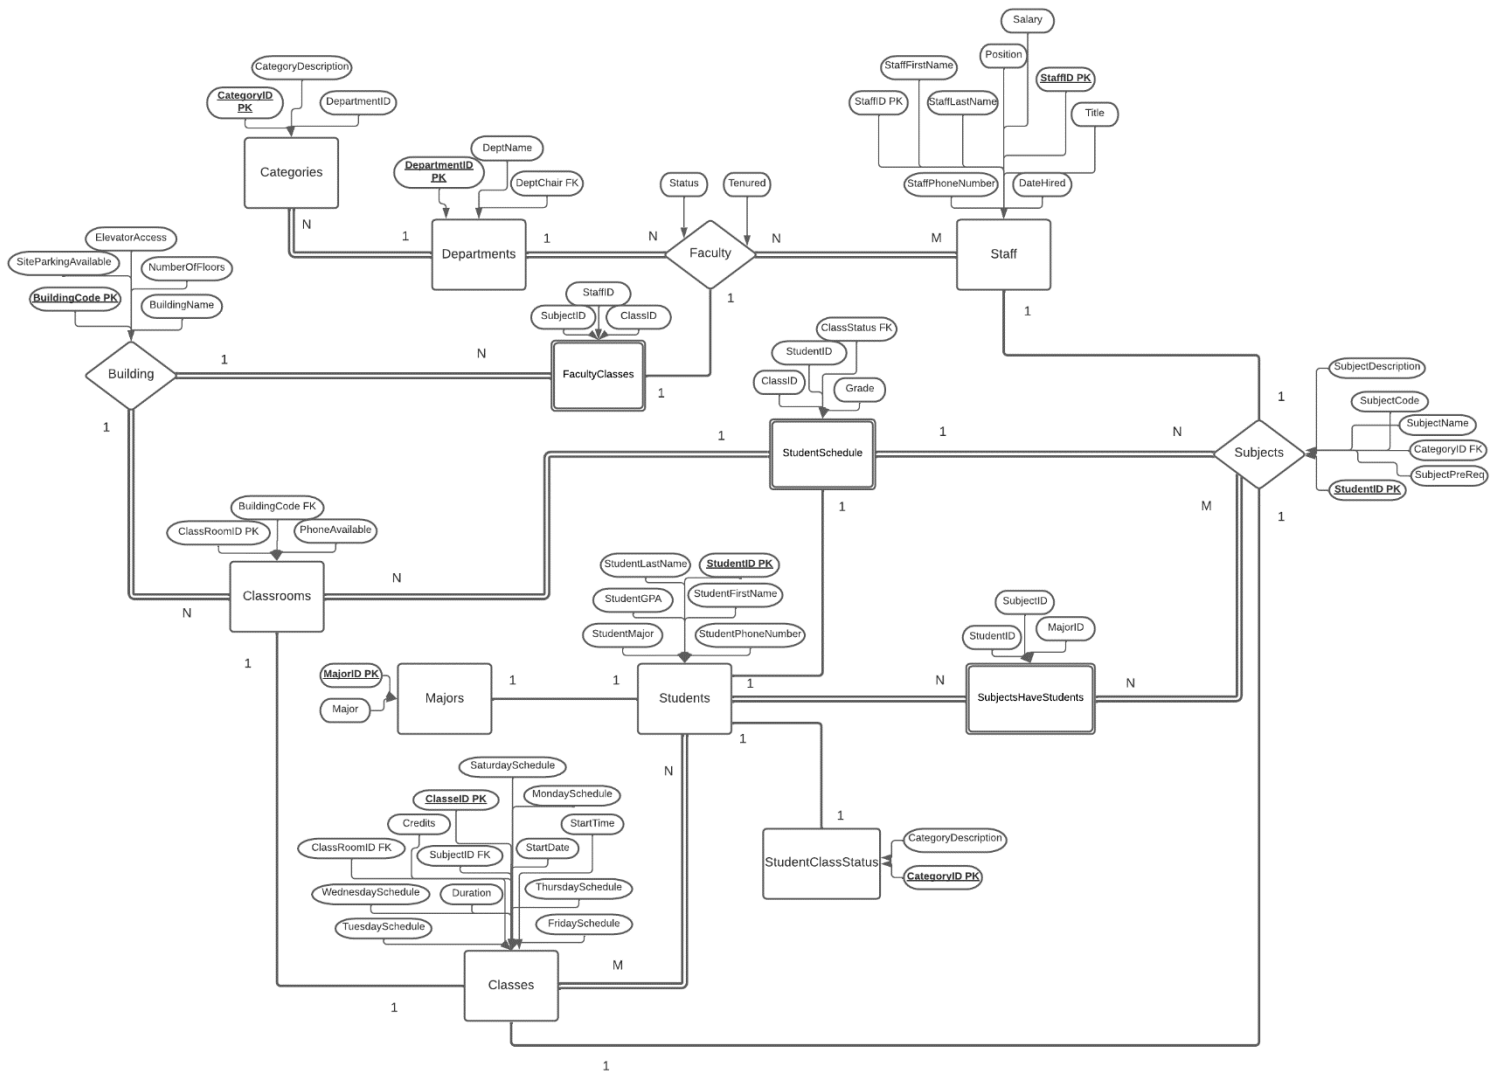 Salary
Position
StaffFirstName
StaffID PK
CategoryDescription
CategoryID
PK
DepartmentID
StaffID PK
StaffLastName
Title
Categories
DeptName
DepartmentID
PK
DeptChair FK
Status
Tenured
StaffPhoneNumber
DateHired
N
1
1
N
N
M
Departments
Faculty
Staff
ElevatorAccess
SiteParkingAvailable
NumberOfFloors
BuildingCode PK
BuildingName
StaffID
SubjectID
ClassID
1
1
ClassStatus FK
StudentID
ClassID
Grade
Building
1
N
FacultyClasses
1
SubjectDescription
SubjectCode
SubjectName
CategoryID FK
SubjectPreReq
StudentID PK
1
1
1
1
N
StudentSchedule
Subjects
BuildingCode FK
ClassRoomID PK
PhoneAvailable
1
M
1
Classrooms
N
N
StudentLastName
StudentID PK
StudentGPA
StudentFirstName
StudentMajor
StudentPhoneNumber
SubjectID
StudentID
MajorID
1
MajorID PK
Major
Majors
1
1
Students
1
N
SubjectsHaveStudents
N
1
N
SaturdaySchedule
ClasseID PK
MondaySchedule
Credits
StartTime
ClassRoomID FK
SubjectID FK
StartDate
WednesdaySchedule
Duration
ThursdaySchedule
TuesdaySchedule
FridaySchedule
1
StudentClassStatus
CategoryDescription
CategoryID PK
M
Classes
1
1